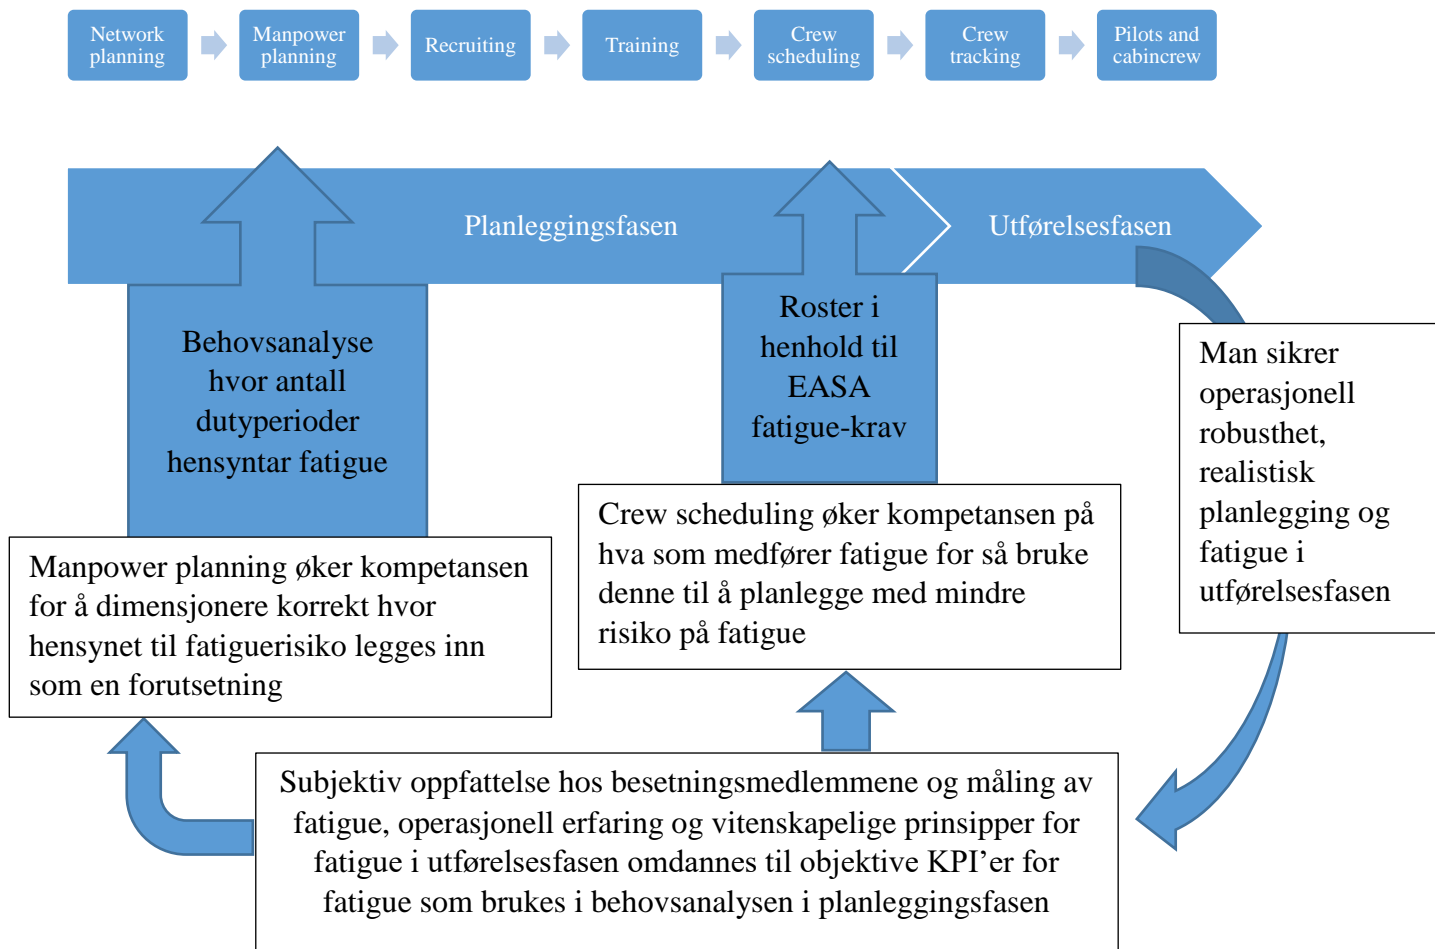 Network
planning
Manpower
planning
Recruiting
Training
Crew
scheduling
Crew
tracking
Pilots and
cabincrew
Planleggingsfasen
Utførelsesfasen
Behovsanalyse
hvor antall
dutyperioder
hensyntar fatigue
Roster i
henhold til
EASA
fatigue-krav
Man sikrer
operasjonell
robusthet,
realistisk
planlegging og
fatigue i
utførelsesfasen
Manpower planning øker kompetansen
for å dimensjonere korrekt hvor
hensynet til fatiguerisiko legges inn
som en forutsetning
Crew scheduling øker kompetansen på
hva som medfører fatigue for så bruke
denne til å planlegge med mindre
risiko på fatigue
Subjektiv oppfattelse hos besetningsmedlemmene og måling av
fatigue, operasjonell erfaring og vitenskapelige prinsipper for
fatigue i utførelsesfasen omdannes til objektive KPI’er for
fatigue som brukes i behovsanalysen i planleggingsfasen